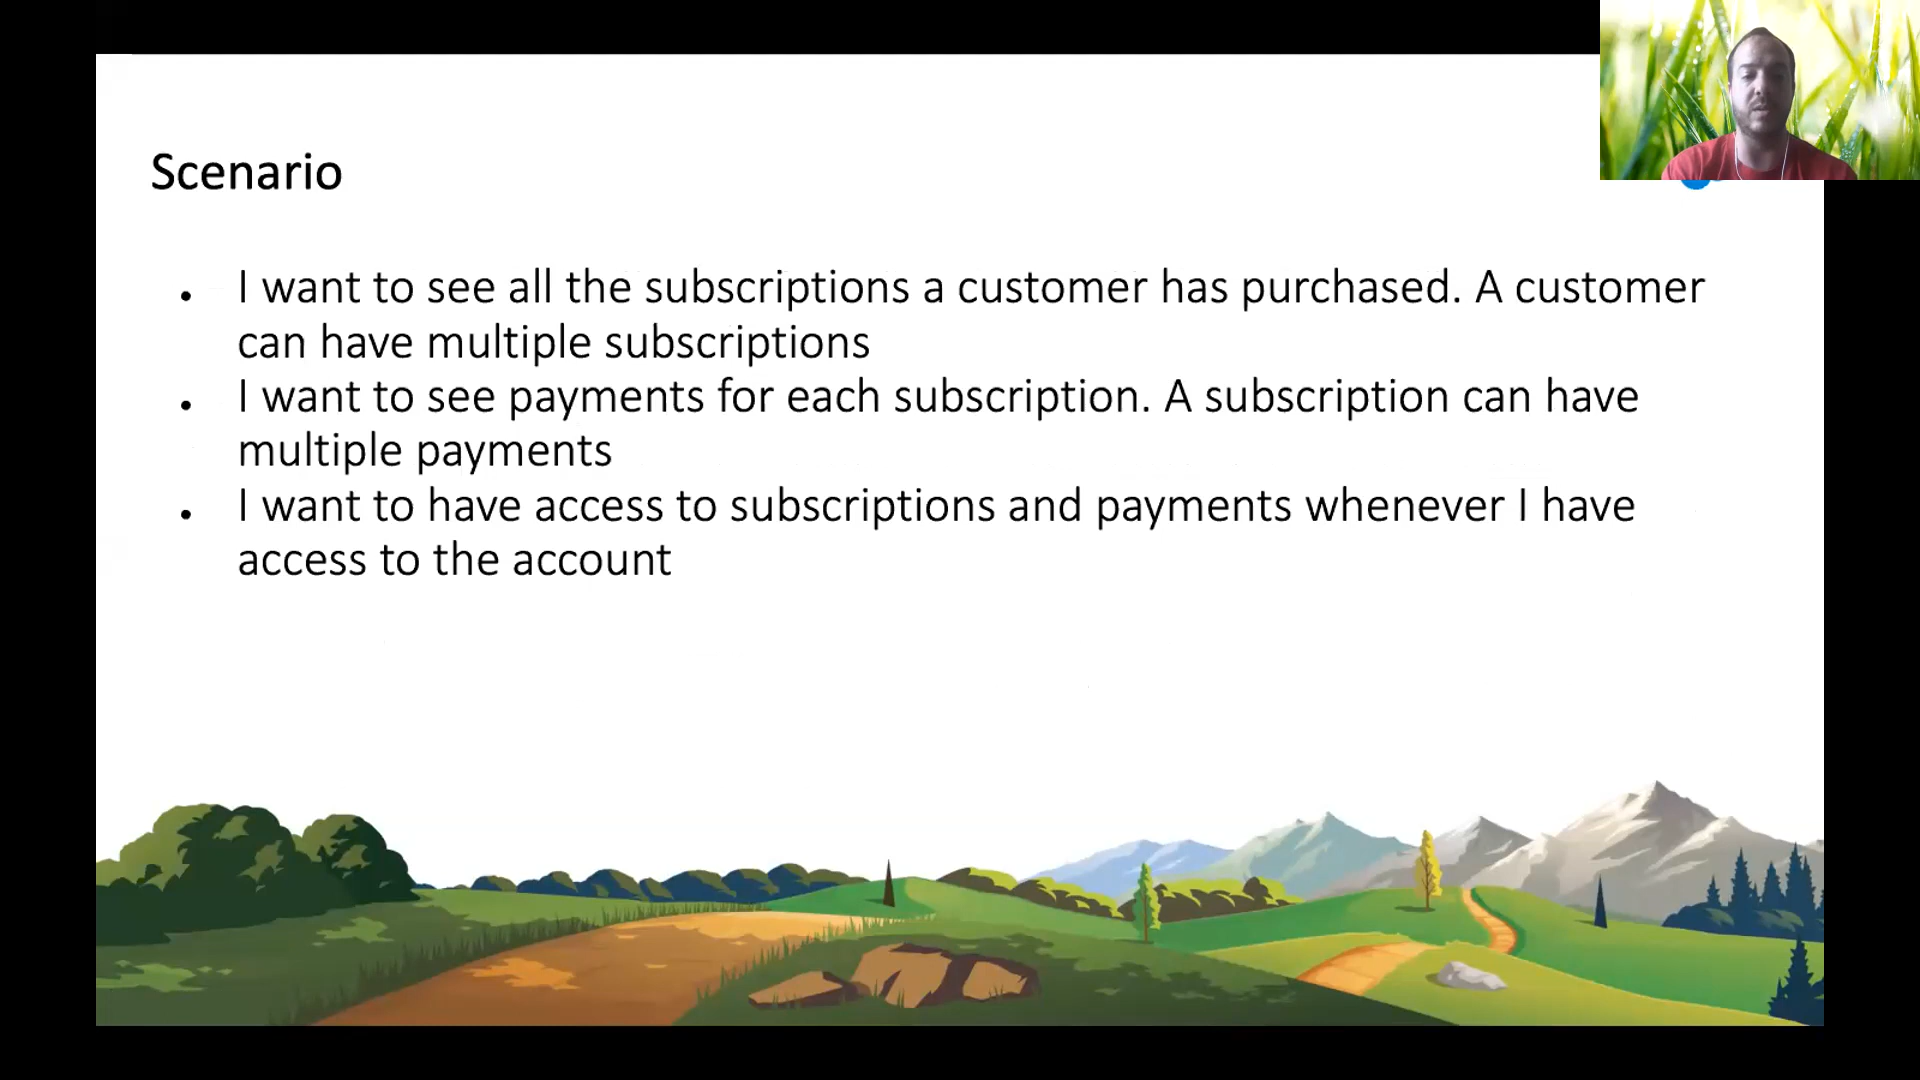 Scenario
I want to see all the subscriptions a customer has purchased. A customer
can have multiple subscriptions
I want to see payments for each subscription. A subscription can have
multiple payments
I want to have access to subscriptions and payments whenever I have
access to the account